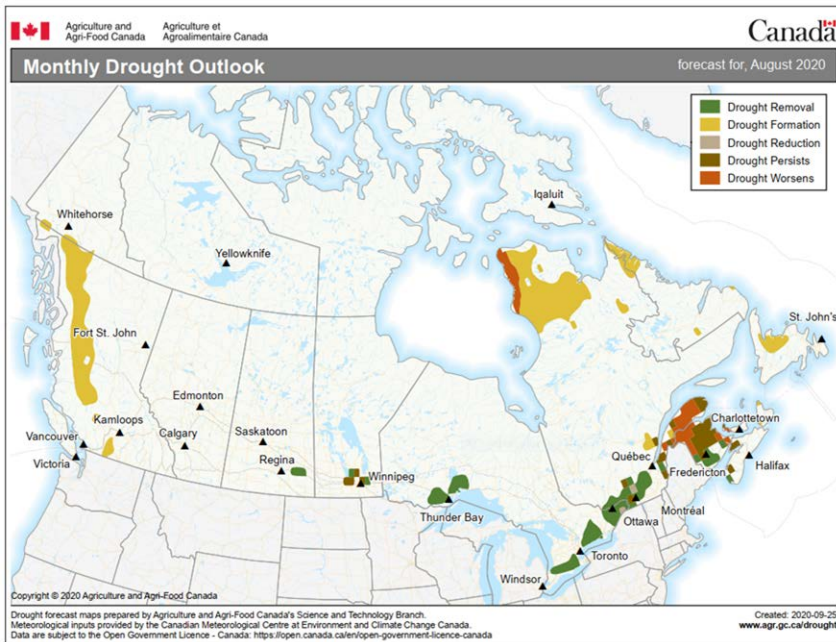 Agriculture and
Agri-Food Canada
Agriculture et
Agroalimentaire Canada
Canada
Monthly Drought Outlook
forecast for, August 2020
Drought Removal
Drought Formation
Drought Reduction
Drought Persists
Drought Worsens
Iqaluit
Whitehorse
Yellowknife
St. John's
Fort St. John
Edmonton
Kamloops
Calgary
Saskatoon
Charlottetown
Vancouver
Victoria
Regina
Winnipeg
Québec
Fredericton
Halifax
Thunder Bay
Montréal
Ottawa
Toronto
Windsor
Copyright © 2020 Agriculture and Agri-Food Canada
Drought forecast maps prepared by Agriculture and Agri-Food Canada's Science and Technology Branch.
Meteorological inputs provided by the Canadian Meteorological Centre at Environment and Climate Change Canada.
Data are subject to the Open Government Licence - Canada: https://open.canada.ca/en/open-government-licence-canada
Created: 2020-09-25
www.agr.gc.ca/drought